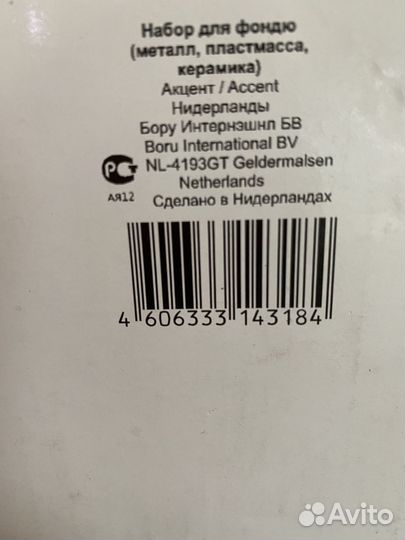 Набор для фондю
(металл, пластмасса,
керамика)
Акцент / Accent
Нидерланды
Бору Интернэшнл БВ
Boru International BV
РСТ NL-4193GT Geldermalsen
АЯ12 Netherlands
Сделано в Нидерландах
4 606333 143184
Avito